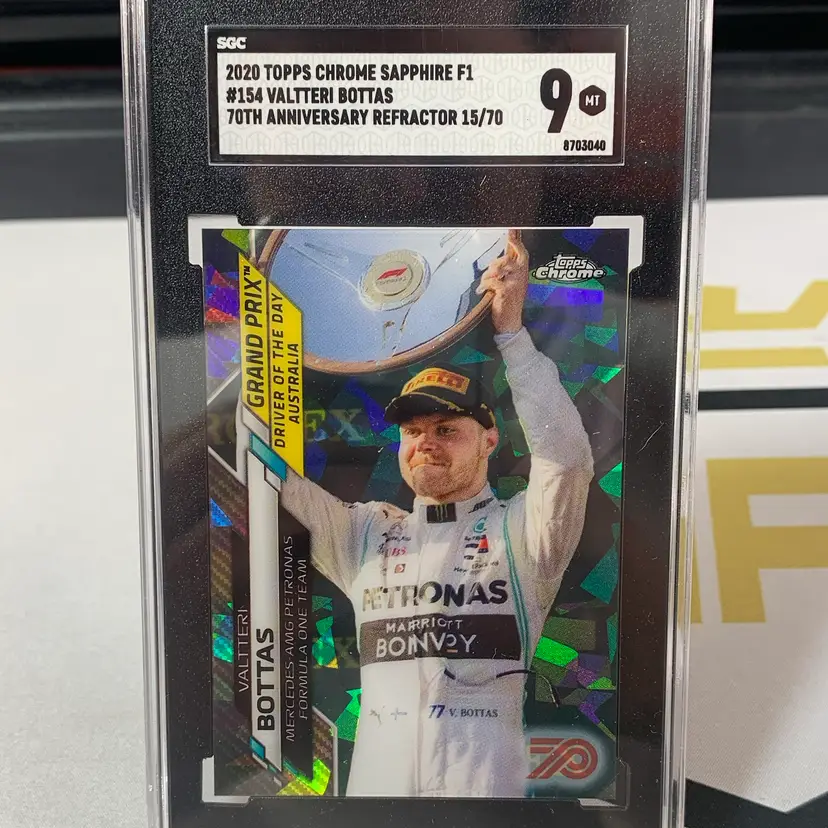 SGC
2020 TOPPS CHROME SAPPHIRE F1
#154 VALTTERI BOTTAS
70TH ANNIVERSARY REFRACTOR 15/70
9
MT
8703040
Topps
Chrome
GRAND PRIX™
DRIVER OF THE DAY
AUSTRALIA
PIRELLI
ROLEX
PETRONAS
MARRIOTT
BONVOY
77 V. BOTTAS
VALTTERI
BOTTAS
MERCEDES AMG PETRONAS
FORMULA ONE TEAM
70